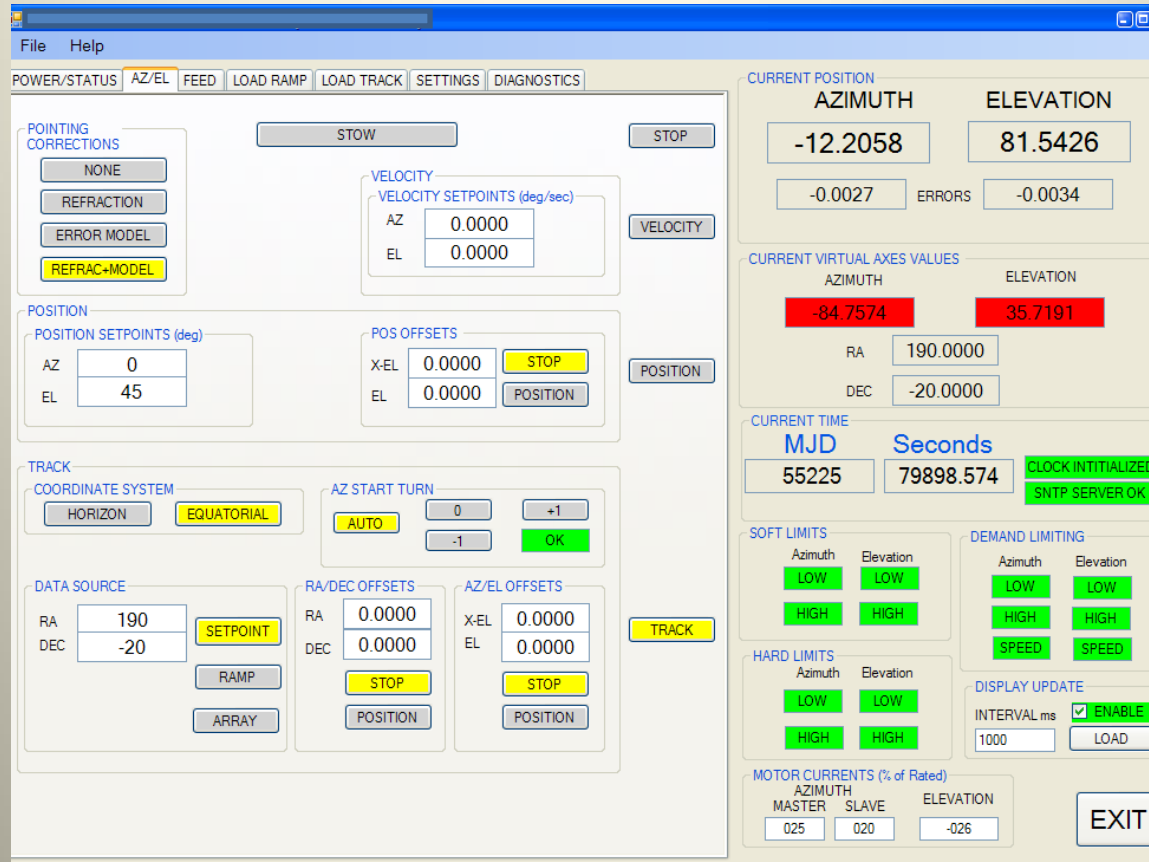 File Help
POWER/STATUS AZ/EL FEED LOAD RAMP LOAD TRACK SETTINGS DIAGNOSTICS
POINTING
CORRECTIONS
NONE
REFRACTION
ERROR MODEL
REFRAC+MODEL
STOW
STOP
VELOCITY
VELOCITY SETPOINTS (deg/sec)
AZ 0.0000
EL 0.0000
VELOCITY
POSITION
POSITION SETPOINTS (deg)
AZ 0
EL 45
POS OFFSETS
X-EL 0.0000 STOP
EL 0.0000 POSITION
POSITION
TRACK
COORDINATE SYSTEM
HORIZON EQUATORIAL
AZ START TURN
AUTO 0 +1
-1 OK
DATA SOURCE
RA 190
DEC -20
SETPOINT
RAMP
ARRAY
RA/DEC OFFSETS
RA 0.0000
DEC 0.0000
STOP
POSITION
AZ/EL OFFSETS
X-EL 0.0000
EL 0.0000
STOP
POSITION
TRACK
CURRENT POSITION
AZIMUTH ELEVATION
-12.2058 81.5426
-0.0027 ERRORS -0.0034
CURRENT VIRTUAL AXES VALUES
AZIMUTH ELEVATION
-84.7574 35.7191
RA 190.0000
DEC -20.0000
CURRENT TIME
MJD Seconds
55225 79898.574
CLOCK INTITIALIZED
SNTP SERVER OK
SOFT LIMITS
Azimuth Elevation
LOW LOW
HIGH HIGH
DEMAND LIMITING
Azimuth Elevation
LOW LOW
HIGH HIGH
SPEED SPEED
HARD LIMITS
Azimuth Elevation
LOW LOW
HIGH HIGH
DISPLAY UPDATE
INTERVAL ms ENABLE
1000 LOAD
MOTOR CURRENTS (% of Rated)
AZIMUTH
MASTER SLAVE ELEVATION
025 020 -026
EXIT